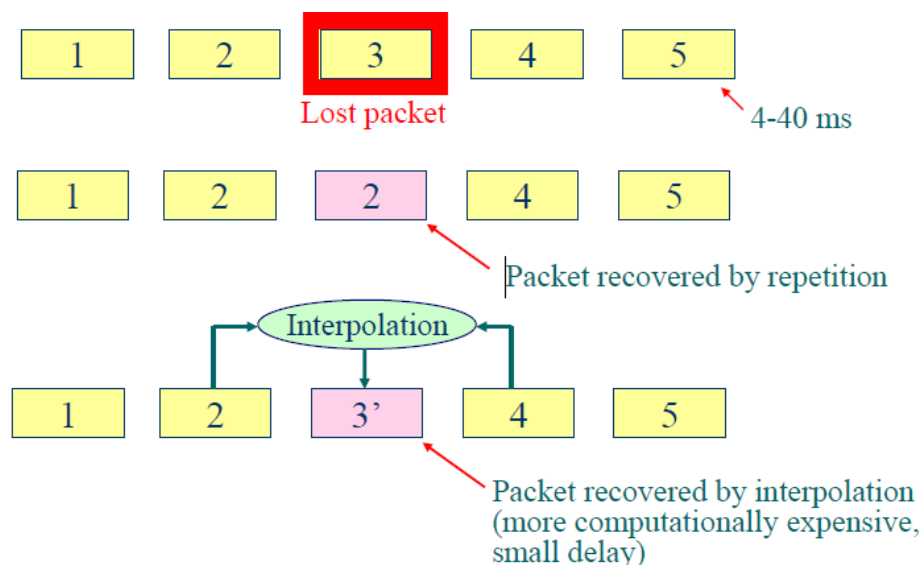 1 2 3 4 5
Lost packet
4-40 ms
1 2 2 4 5
Packet recovered by repetition
Interpolation
1 2 3’ 4 5
Packet recovered by interpolation
(more computationally expensive,
small delay)